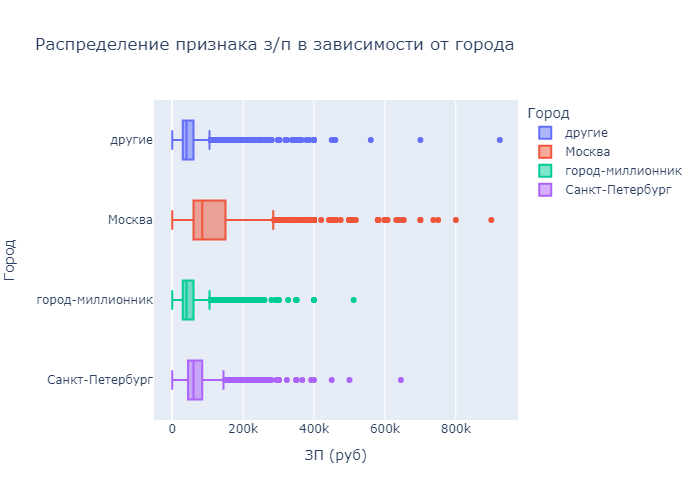 Распределение признака з/п в зависимости от города
Город
другие
Москва
город-миллионник
Санкт-Петербург
0
200k
400k
600k
800k
ЗП (руб)
Город
другие
Москва
город-миллионник
Санкт-Петербург